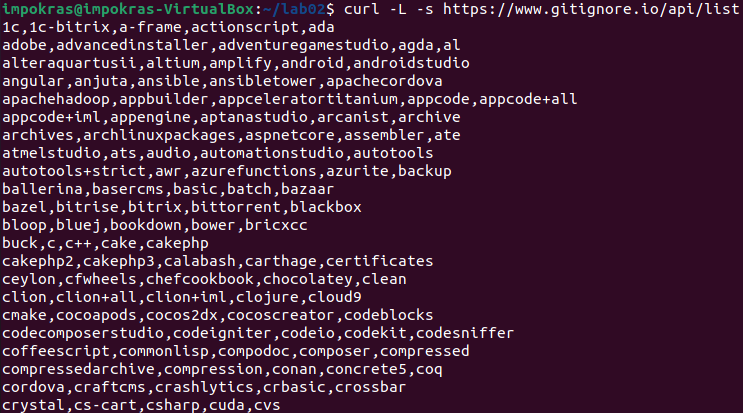 impokras@impokras-VirtualBox:~/lab02$ curl -L -s https://www.gitignore.io/api/list
1c,1c-bitrix,a-frame,actionscript,ada
adobe,advancedinstaller,adventuregamestudio,agda,al
alteraquartusii,altium,amplify,android,androidstudio
angular,anjuta,ansible,ansibletower,apachecordova
apachehadoop,appbuilder,appceleratortitanium,appcode,appcode+all
appcode+iml,appengine,aptanastudio,arcanist,archive
archives,archlinuxpackages,aspnetcore,assembler,ate
atmelstudio,ats,audio,automationstudio,autotools
autotools+strict,awr,azurefunctions,azurite,backup
ballerina,basercms,basic,batch,bazaar
bazel,bitrise,bitrix,bittorrent,blackbox
bloop,bluej,bookdown,bower,bricxcc
buck,c,c++,cake,cakephp
cakephp2,cakephp3,calabash,carthage,certificates
ceylon,cfwheels,chefcookbook,chocolatey,clean
clion,clion+all,clion+iml,clojure,cloud9
cmake,cocoapods,cocos2dx,cocoscreator,codeblocks
codecomposerstudio,codeigniter,codeio,codekit,codesniffer
coffeescript,commonlisp,compodoc,composer,compressed
compressedarchive,compression,conan,concrete5,coq
cordova,craftcms,crashlytics,crbasic,crossbar
crystal,cs-cart,csharp,cuda,cvs